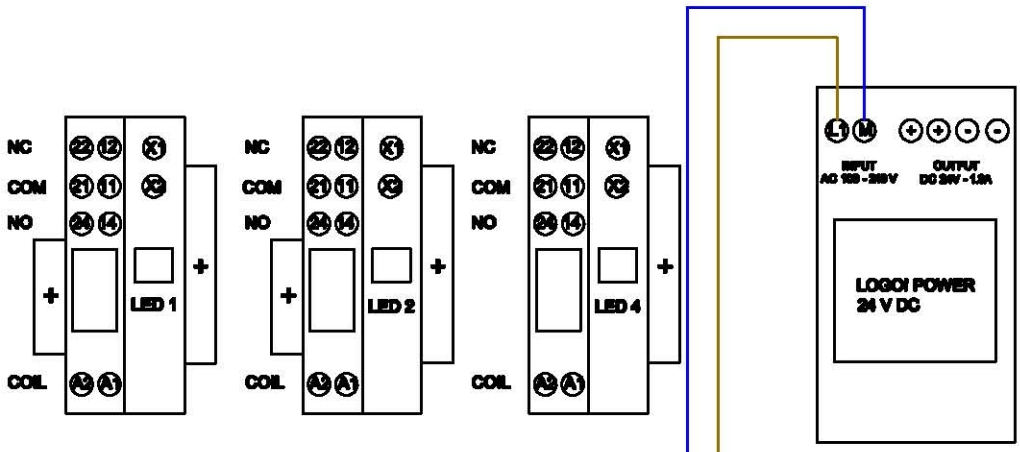 NC 22 12 X1
COM 21 11 X2
NO 24 14
+ +
LED 1
COIL A2 A1
NC 22 12 X1
COM 21 11 X2
NO 24 14
+ +
LED 2
COIL A2 A1
NC 22 12 X1
COM 21 11 X2
NO 24 14
+
LED 4
COIL A2 A1
L1 M + + - -
INPUT OUTPUT
AC 100 - 240 V DC 24V - 1.3A
LOGO! POWER
24 V DC